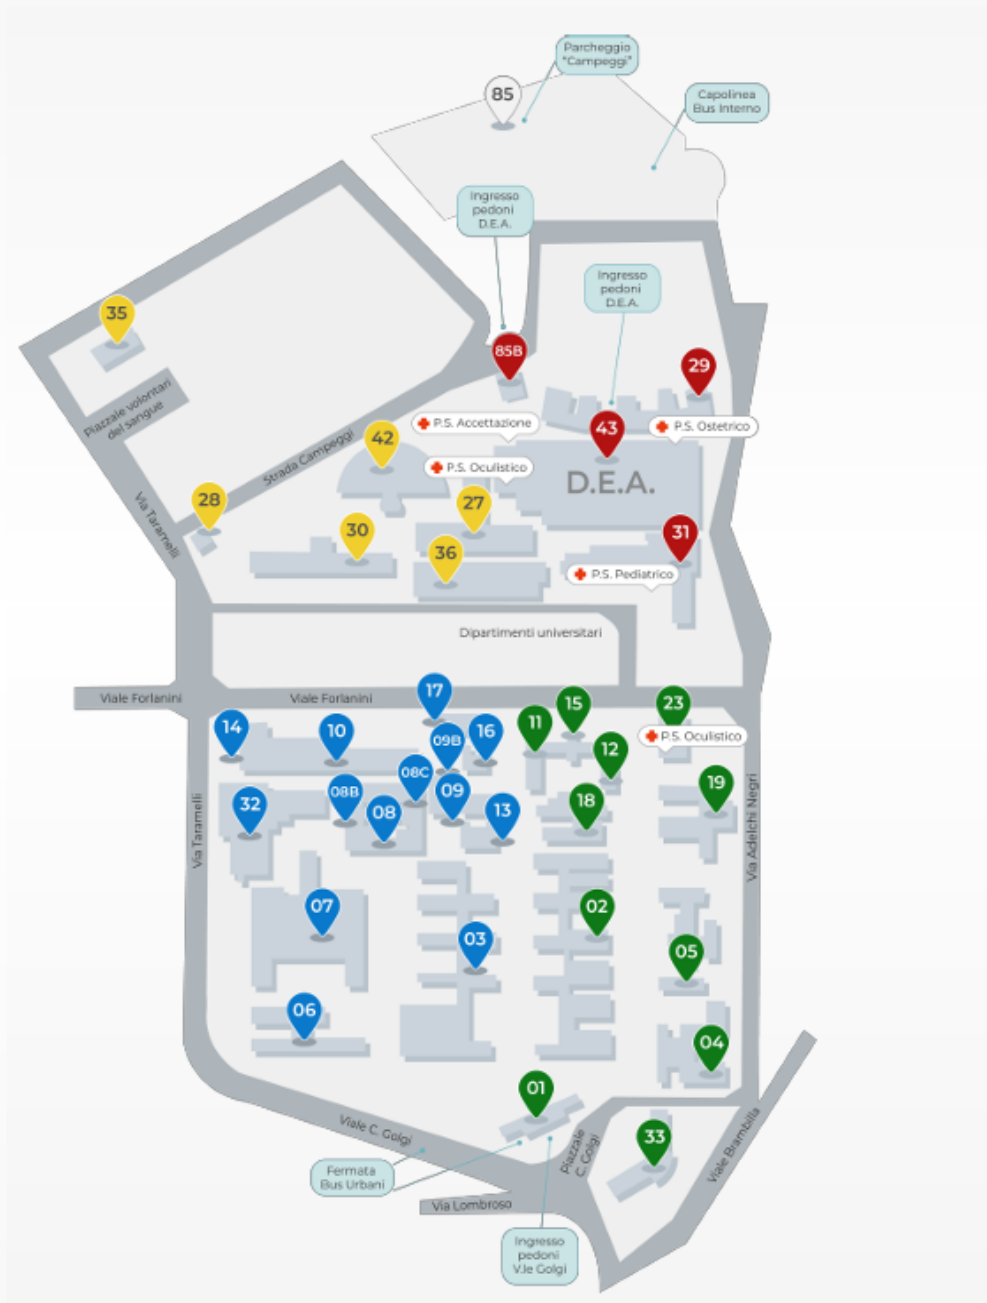 Parcheggio
"Campeggi"
85
Capolinea
Bus Interno
Ingresso
pedoni
D.E.A.
Ingresso
pedoni
D.E.A.
35
85B
29
Piazzale volontari
del sangue
P.S. Accettazione
43
P.S. Ostetrico
42
Strada Campeggi
P.S. Oculistico
D.E.A.
28
27
Via Taramelli
30
36
31
P.S. Pediatrico
Dipartimenti universitari
Viale Forlanini
Viale Forlanini
17
15
23
14
10
09B
16
11
P.S. Oculistico
12
08C
32
08B
09
19
08
13
18
Via Taramelli
Via Adelchi Negri
07
02
03
05
06
04
01
Viale C. Golgi
Piazzale
C. Golgi
33
Viale Brambilla
Fermata
Bus Urbani
Via Lombroso
Ingresso
pedoni
V.le Golgi